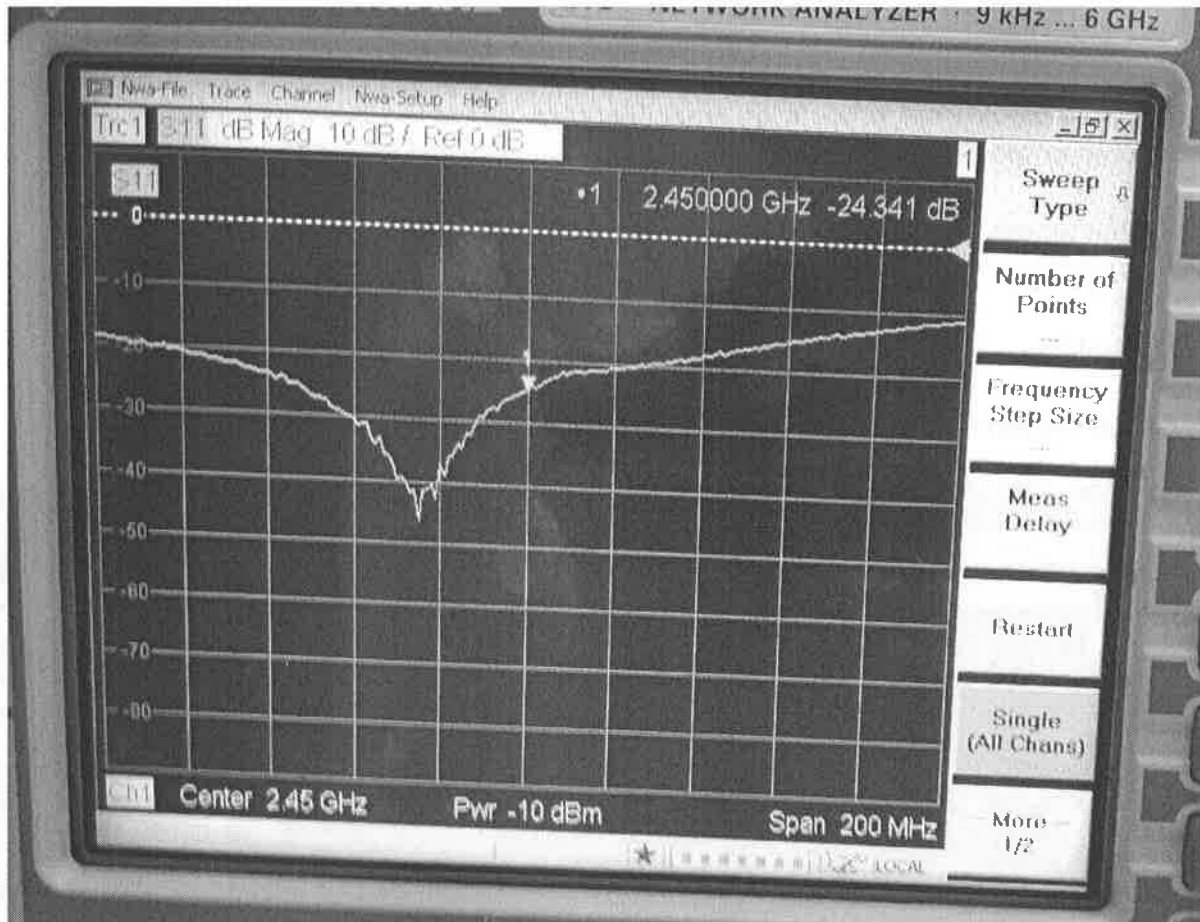 NETWORK ANALYZER · 9 kHz ... 6 GHz
Nwa-File Trace Channel Nwa-Setup Help
Trc1 S11 dB Mag 10 dB / Ref 0 dB
1
S11
•1 2.450000 GHz -24.341 dB
0
-10
-20
-30
-40
-50
-60
-70
-80
1
Ch1 Center 2.45 GHz Pwr -10 dBm Span 200 MHz
LOCAL
Sweep
Type
Number of
Points
...
Frequency
Step Size
...
Meas
Delay
Restart
Single
(All Chans)
More
1/2